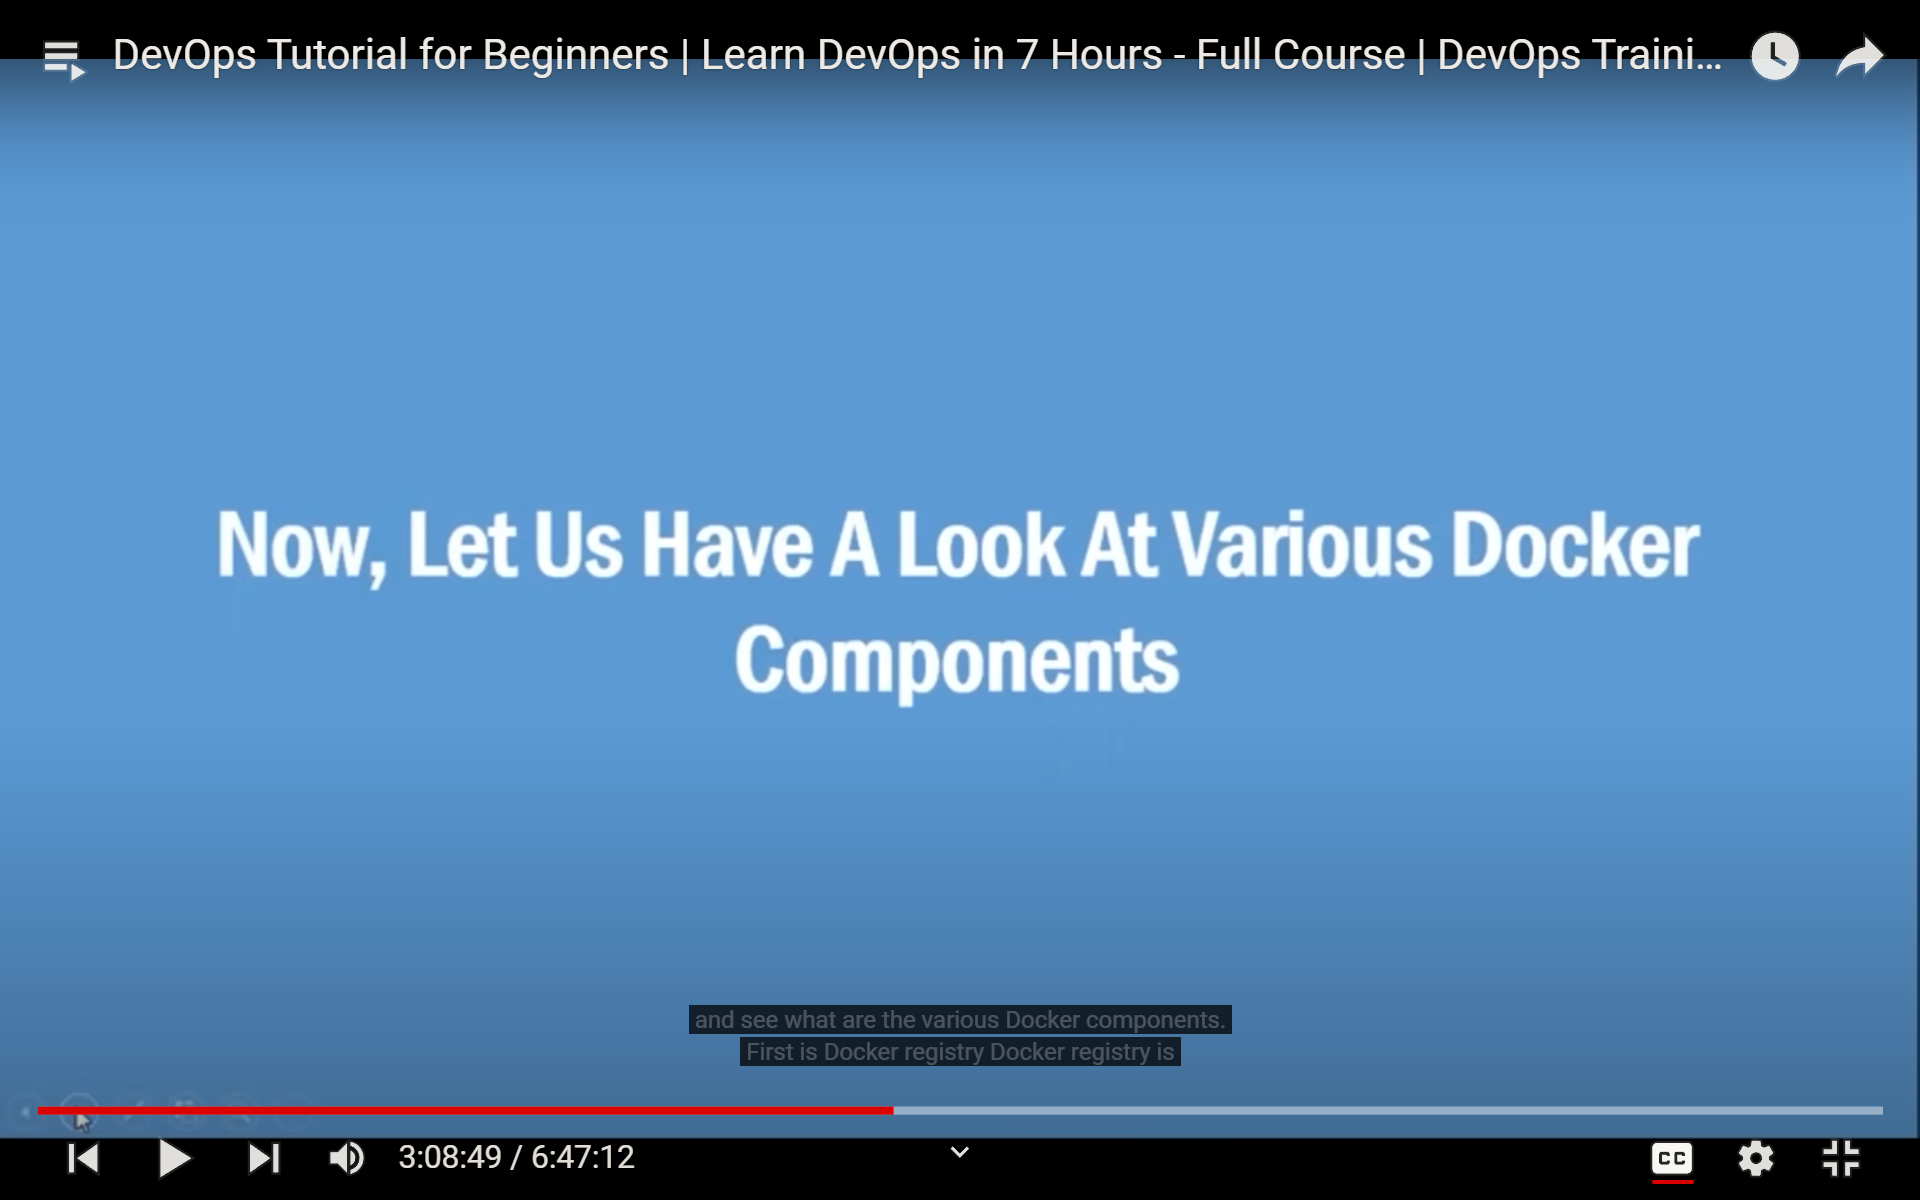 DevOps Tutorial for Beginners | Learn DevOps in 7 Hours - Full Course | DevOps Traini...
Now, Let Us Have A Look At Various Docker
Components
and see what are the various Docker components.
First is Docker registry Docker registry is
3:08:49 / 6:47:12
CC